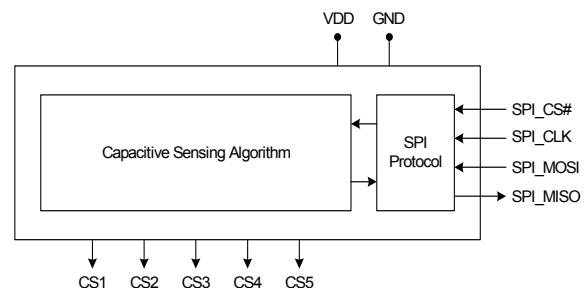 VDD GND
SPI_CS#
SPI_CLK
Capacitive Sensing Algorithm
SPI
Protocol
SPI_MOSI
SPI_MISO
CS1 CS2 CS3 CS4 CS5